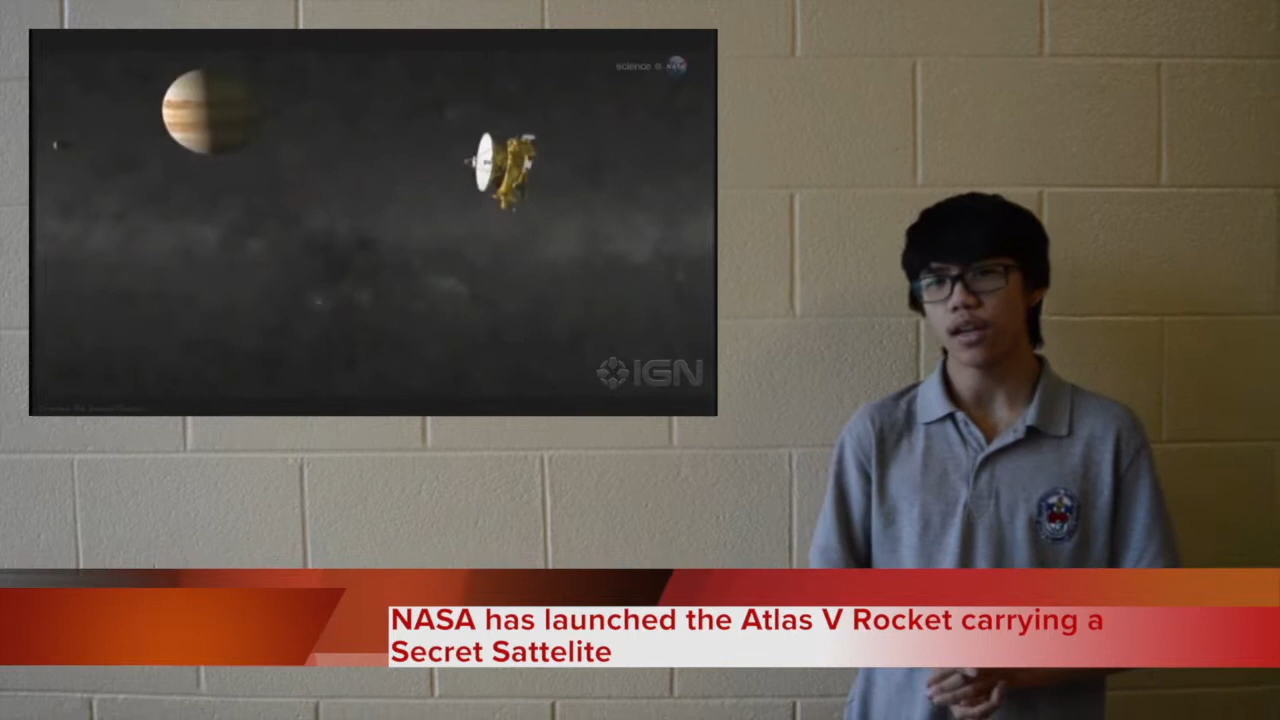 science @ NASA
IGN
NASA has launched the Atlas V Rocket carrying a
Secret Sattelite